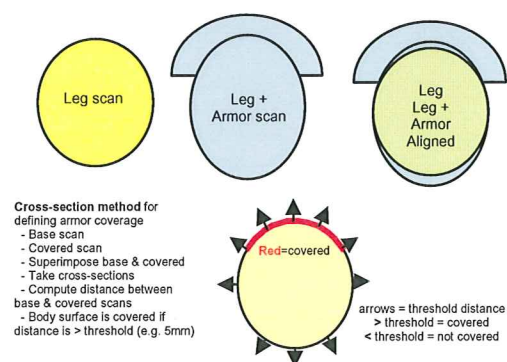 Leg scan
Leg +
Armor scan
Leg
Leg +
Armor
Aligned
Cross-section method for
defining armor coverage
- Base scan
- Covered scan
- Superimpose base & covered
- Take cross-sections
- Compute distance between
base & covered scans
- Body surface is covered if
distance is > threshold (e.g. 5mm)
Red=covered
arrows = threshold distance
> threshold = covered
< threshold = not covered